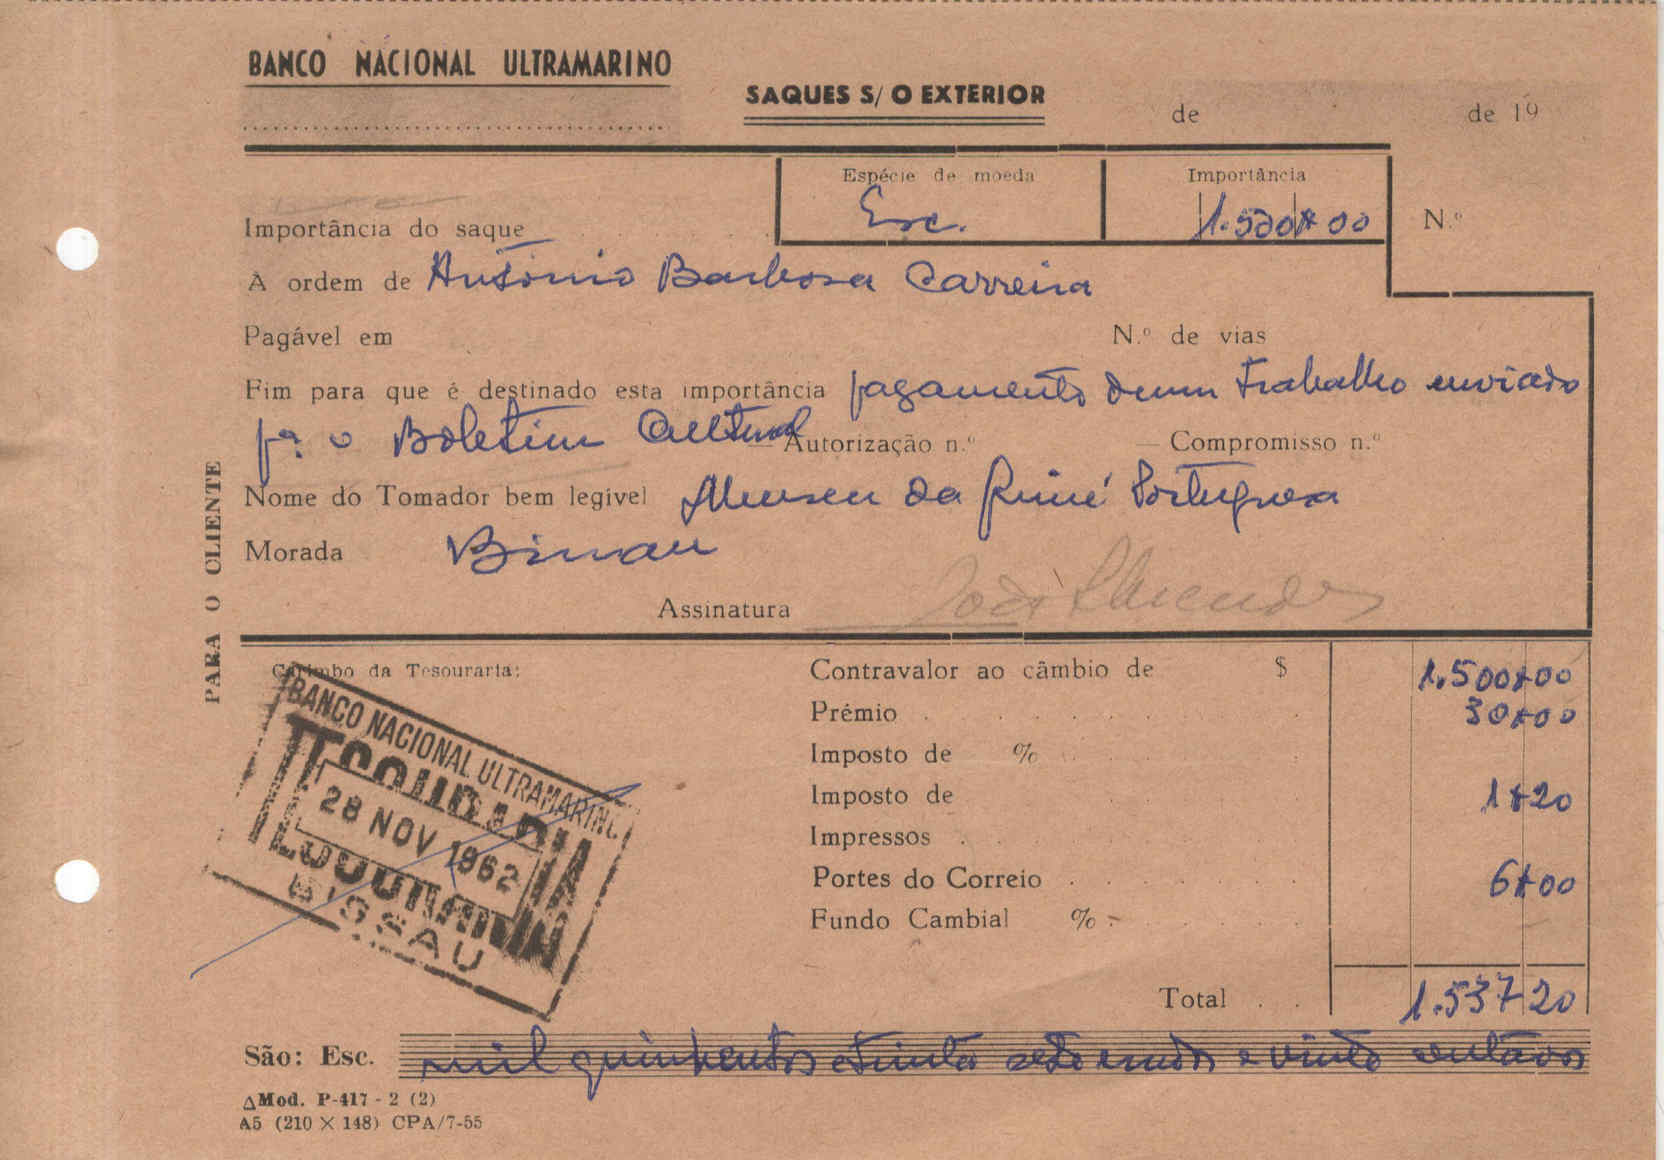 BANCO NACIONAL ULTRAMARINO
SAQUES S/ O EXTERIOR
de de 19
Espécie de moeda Importância
Importância do saque Esc. 1.500$00 N.º
À ordem de António Barbosa Carreira
Pagável em N.º de vias
Fim para que é destinado esta importância pagamento dum trabalho enviado
pª o Boletim Cultural — Autorização n.º — Compromisso n.º
Nome do Tomador bem legível Museu da Guiné Portuguesa
Morada Bissau
Assinatura
PARA O CLIENTE
Carimbo da Tesouraria:
BANCO NACIONAL ULTRAMARINO
TESOURARIA
28 NOV 1962
TESOURARIA
BISSAU
Contravalor ao câmbio de $ 1.500$00
Prémio 30$00
Imposto de %
Imposto de 1$20
Impressos
Portes do Correio 6$00
Fundo Cambial % -
Total 1.537$20
São: Esc. mil quinhentos e trinta e sete escudos e vinte centavos
△Mod. P-417 - 2 (2)
A5 (210 × 148) CPA/7-55